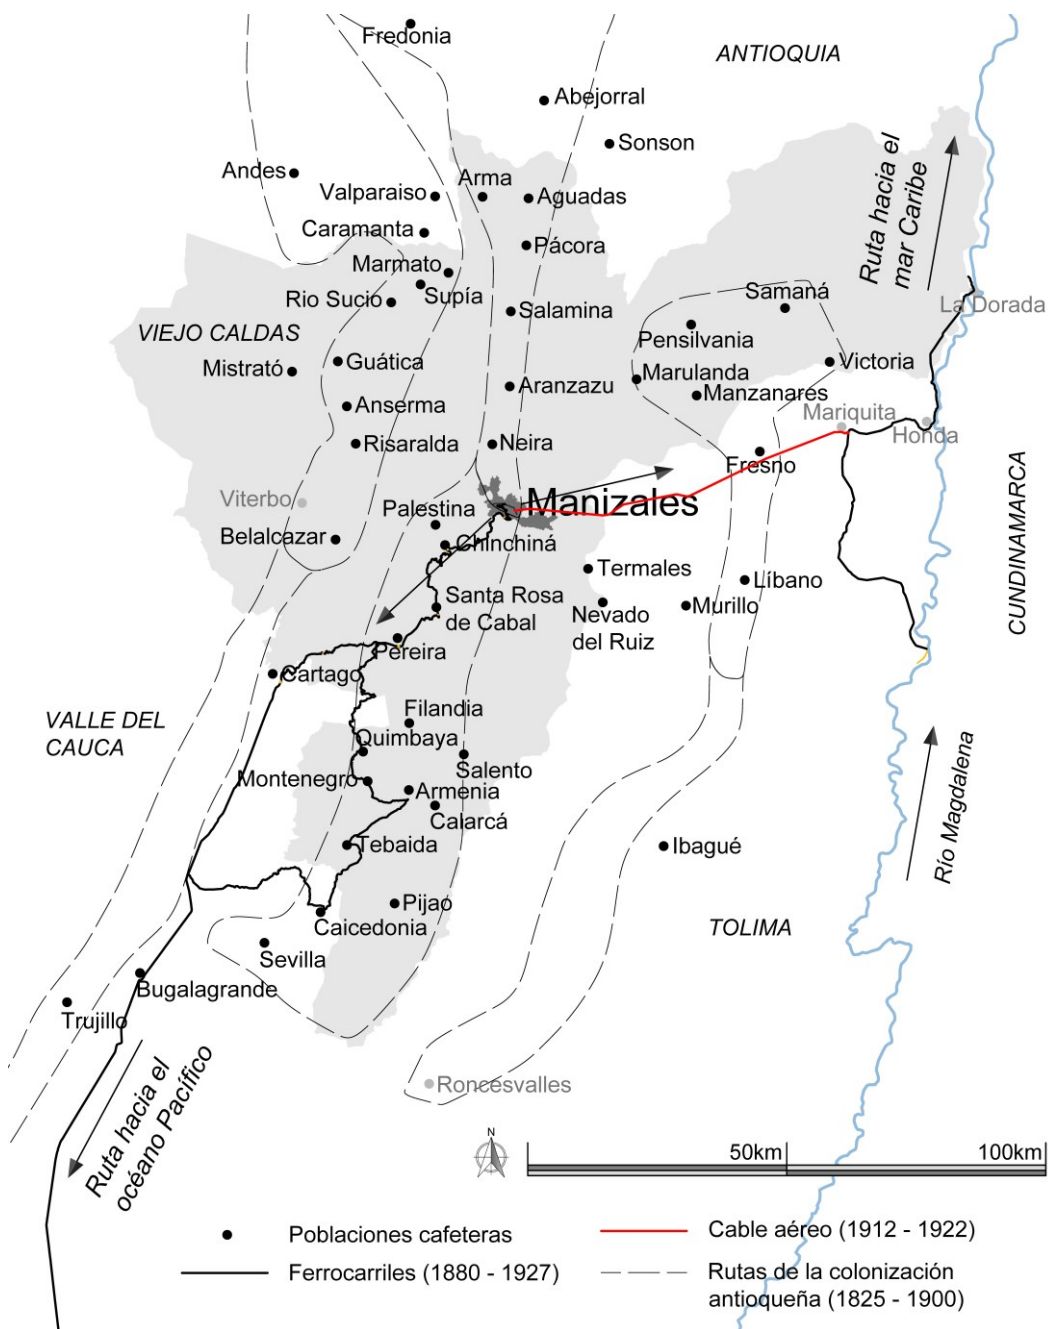 Fredonia
ANTIOQUIA
Abejorral
Sonson
Andes
Valparaiso
Arma
Aguadas
Caramanta
Pácora
Ruta hacia el
mar Caribe
Marmato
Supía
Rio Sucio
Samaná
La Dorada
Salamina
VIEJO CALDAS
Pensilvania
Guática
Mistrató
Victoria
Marulanda
Aranzazu
Manzanares
Anserma
Mariquita
Honda
Risaralda
Neira
Fresno
Viterbo
Palestina
Manizales
Belalcazar
Chinchiná
CUNDINAMARCA
Termales
Líbano
Santa Rosa
de Cabal
Nevado
del Ruiz
Murillo
Pereira
Cartago
VALLE DEL
CAUCA
Filandia
Quimbaya
Salento
Montenegro
Armenia
Calarcá
Río Magdalena
Tebaida
Ibagué
Pijao
Caicedonia
TOLIMA
Sevilla
Bugalagrande
Trujillo
Ruta hacia el
océano Pacífico
Roncesvalles
N
50km
100km
Poblaciones cafeteras
Cable aéreo (1912 - 1922)
Ferrocarriles (1880 - 1927)
Rutas de la colonización
antioqueña (1825 - 1900)